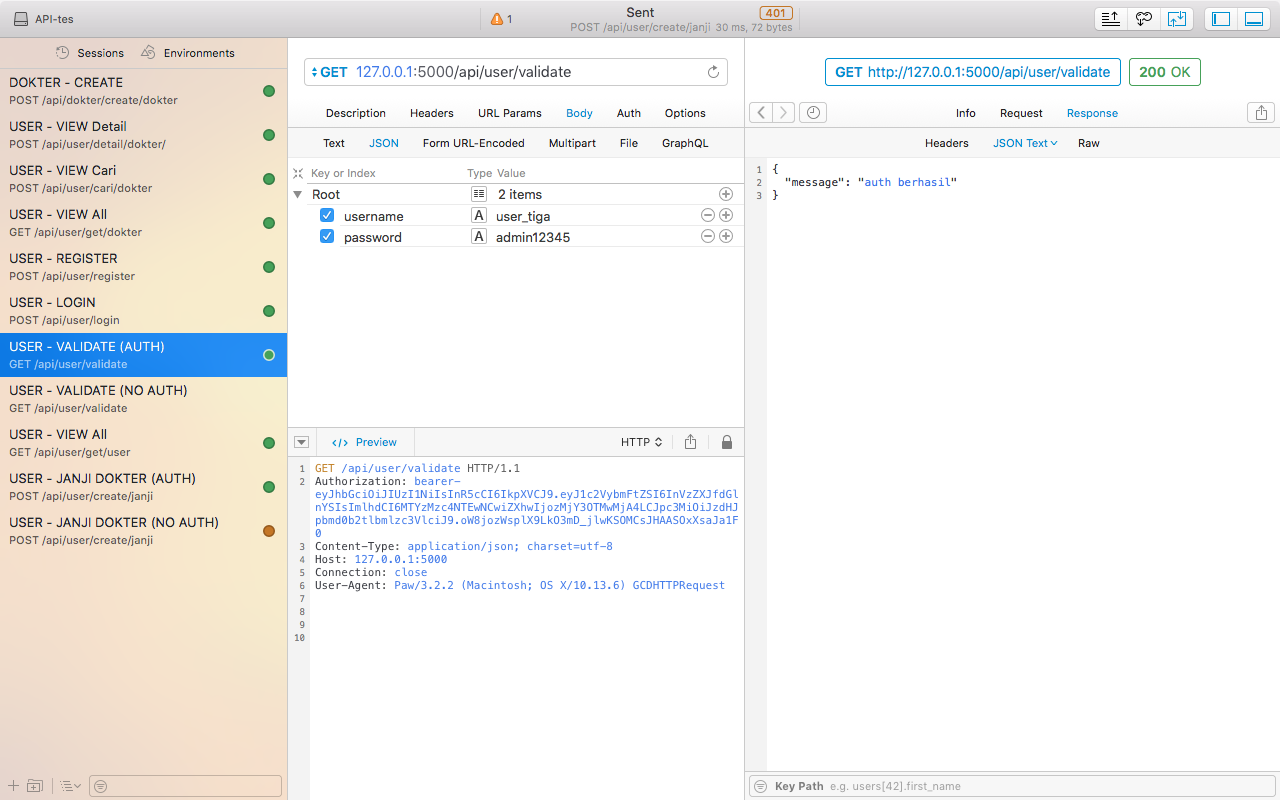 API-tes
1
Sent
POST /api/user/create/janji 30 ms, 72 bytes
401
Sessions
Environments
DOKTER - CREATE
POST /api/dokter/create/dokter
USER - VIEW Detail
POST /api/user/detail/dokter/
USER - VIEW Cari
POST /api/user/cari/dokter
USER - VIEW All
GET /api/user/get/dokter
USER - REGISTER
POST /api/user/register
USER - LOGIN
POST /api/user/login
USER - VALIDATE (AUTH)
GET /api/user/validate
USER - VALIDATE (NO AUTH)
GET /api/user/validate
USER - VIEW All
GET /api/user/get/user
USER - JANJI DOKTER (AUTH)
POST /api/user/create/janji
USER - JANJI DOKTER (NO AUTH)
POST /api/user/create/janji
GET 127.0.0.1:5000/api/user/validate
Description Headers URL Params Body Auth Options
Text JSON Form URL-Encoded Multipart File GraphQL
Key or Index Type Value
Root 2 items
username A user_tiga
password A admin12345
</> Preview HTTP
1 GET /api/user/validate HTTP/1.1
2 Authorization: bearer-
eyJhbGciOiJIUzI1NiIsInR5cCI6IkpXVCJ9.eyJ1c2VybmFtZSI6InVzZXJfdGl
nYSIsImlhdCI6MTYzMzc4NTEwNCwiZXhwIjozMjY3OTMwMjA4LCJpc3MiOiJzdHJ
pbmd0b2tlbmlzc3VlciJ9.oW8jozWsplX9LkO3mD_jlwKSOMCsJHAASOxXsaJa1F
0
3 Content-Type: application/json; charset=utf-8
4 Host: 127.0.0.1:5000
5 Connection: close
6 User-Agent: Paw/3.2.2 (Macintosh; OS X/10.13.6) GCDHTTPRequest
7
8
9
10
GET http://127.0.0.1:5000/api/user/validate
200 OK
Info Request Response
Headers JSON Text Raw
1 {
2 "message": "auth berhasil"
3 }
Key Path e.g. users[42].first_name